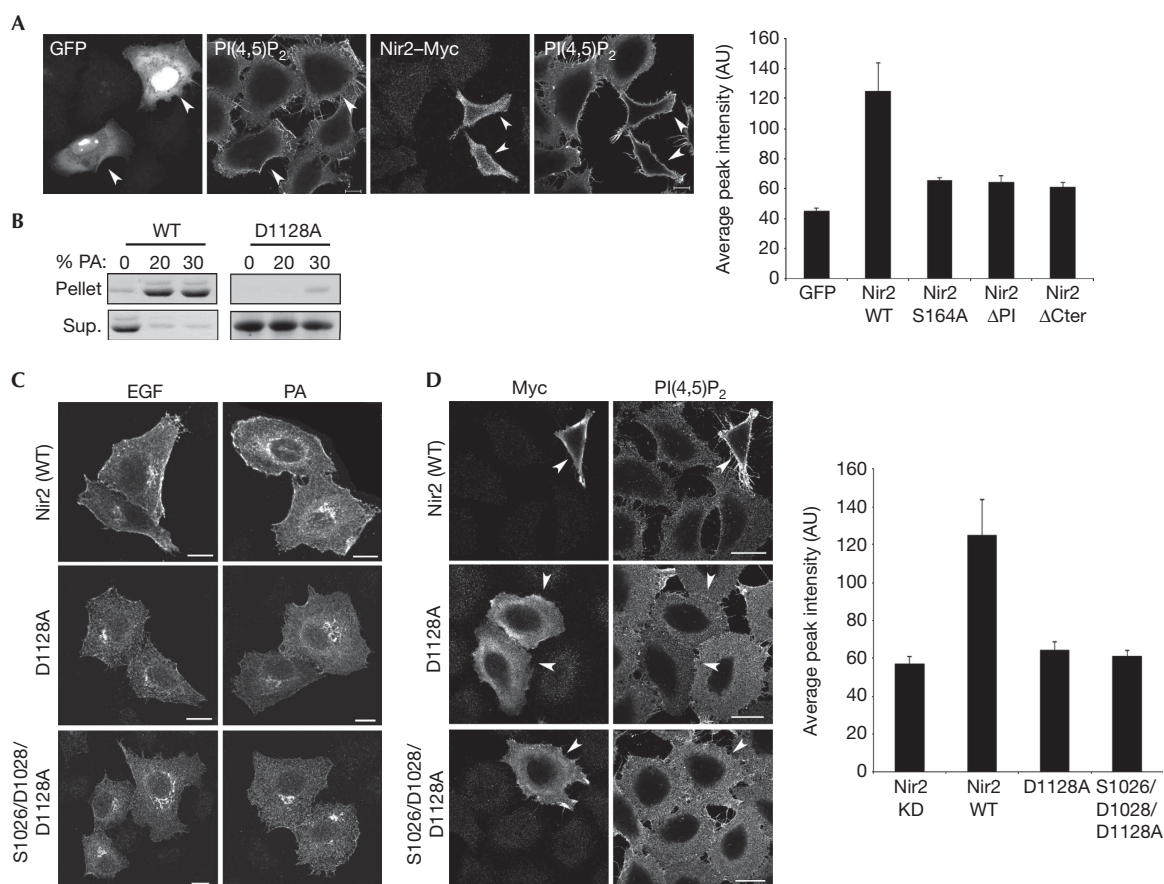 A
GFP
PI(4,5)P2
Nir2–Myc
PI(4,5)P2
Average peak intensity (AU)
160
140
120
100
80
60
40
20
0
GFP
Nir2 WT
Nir2 S164A
Nir2 ΔPI
Nir2 ΔCter
B
WT
D1128A
% PA: 0 20 30 0 20 30
Pellet
Sup.
C
EGF
PA
Nir2 (WT)
D1128A
S1026/D1028/
D1128A
D
Myc
PI(4,5)P2
Nir2 (WT)
D1128A
S1026/D1028/
D1128A
Average peak intensity (AU)
160
140
120
100
80
60
40
20
0
Nir2 KD
Nir2 WT
D1128A
S1026/
D1028/
D1128A